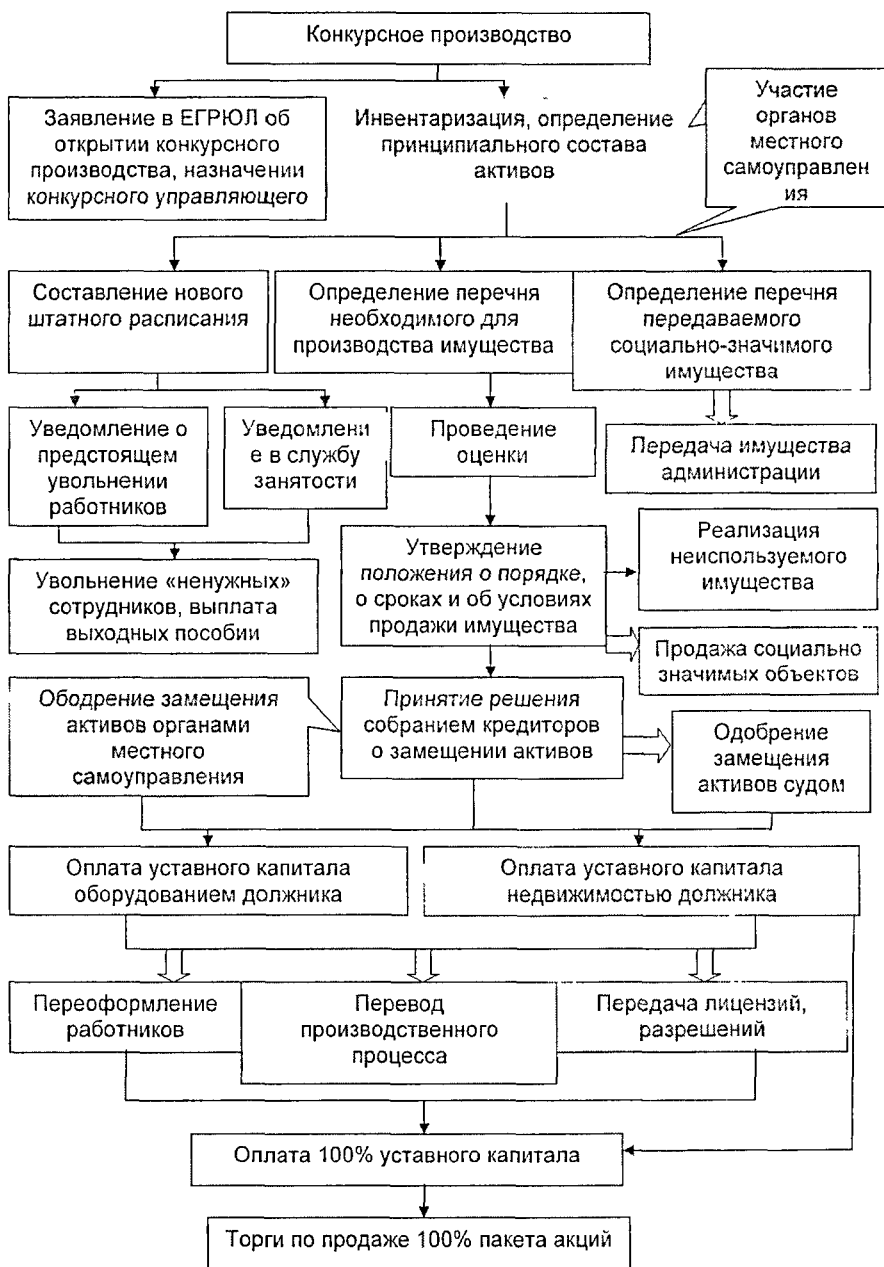 Конкурсное производство
Заявление в ЕГРЮЛ об
открытии конкурсного
производства, назначении
конкурсного управляющего
Инвентаризация, определение
принципиального состава
активов
Участие
органов
местного
самоуправлен
ия
Составление нового
штатного расписания
Определение перечня
необходимого для
производства имущества
Определение перечня
передаваемого
социально-значимого
имущества
Уведомление о
предстоящем
увольнении
работников
Уведомлени
е в службу
занятости
Проведение
оценки
Передача имущества
администрации
Увольнение «ненужных»
сотрудников, выплата
выходных пособии
Утверждение
положения о порядке,
о сроках и об условиях
продажи имущества
Реализация
неиспользуемого
имущества
Продажа социально
значимых объектов
Ободрение замещения
активов органами
местного
самоуправления
Принятие решения
собранием кредиторов
о замещении активов
Одобрение
замещения
активов судом
Оплата уставного капитала
оборудованием должника
Оплата уставного капитала
недвижимостью должника
Переоформление
работников
Перевод
производственного
процесса
Передача лицензий,
разрешений
Оплата 100% уставного капитала
Торги по продаже 100% пакета акций